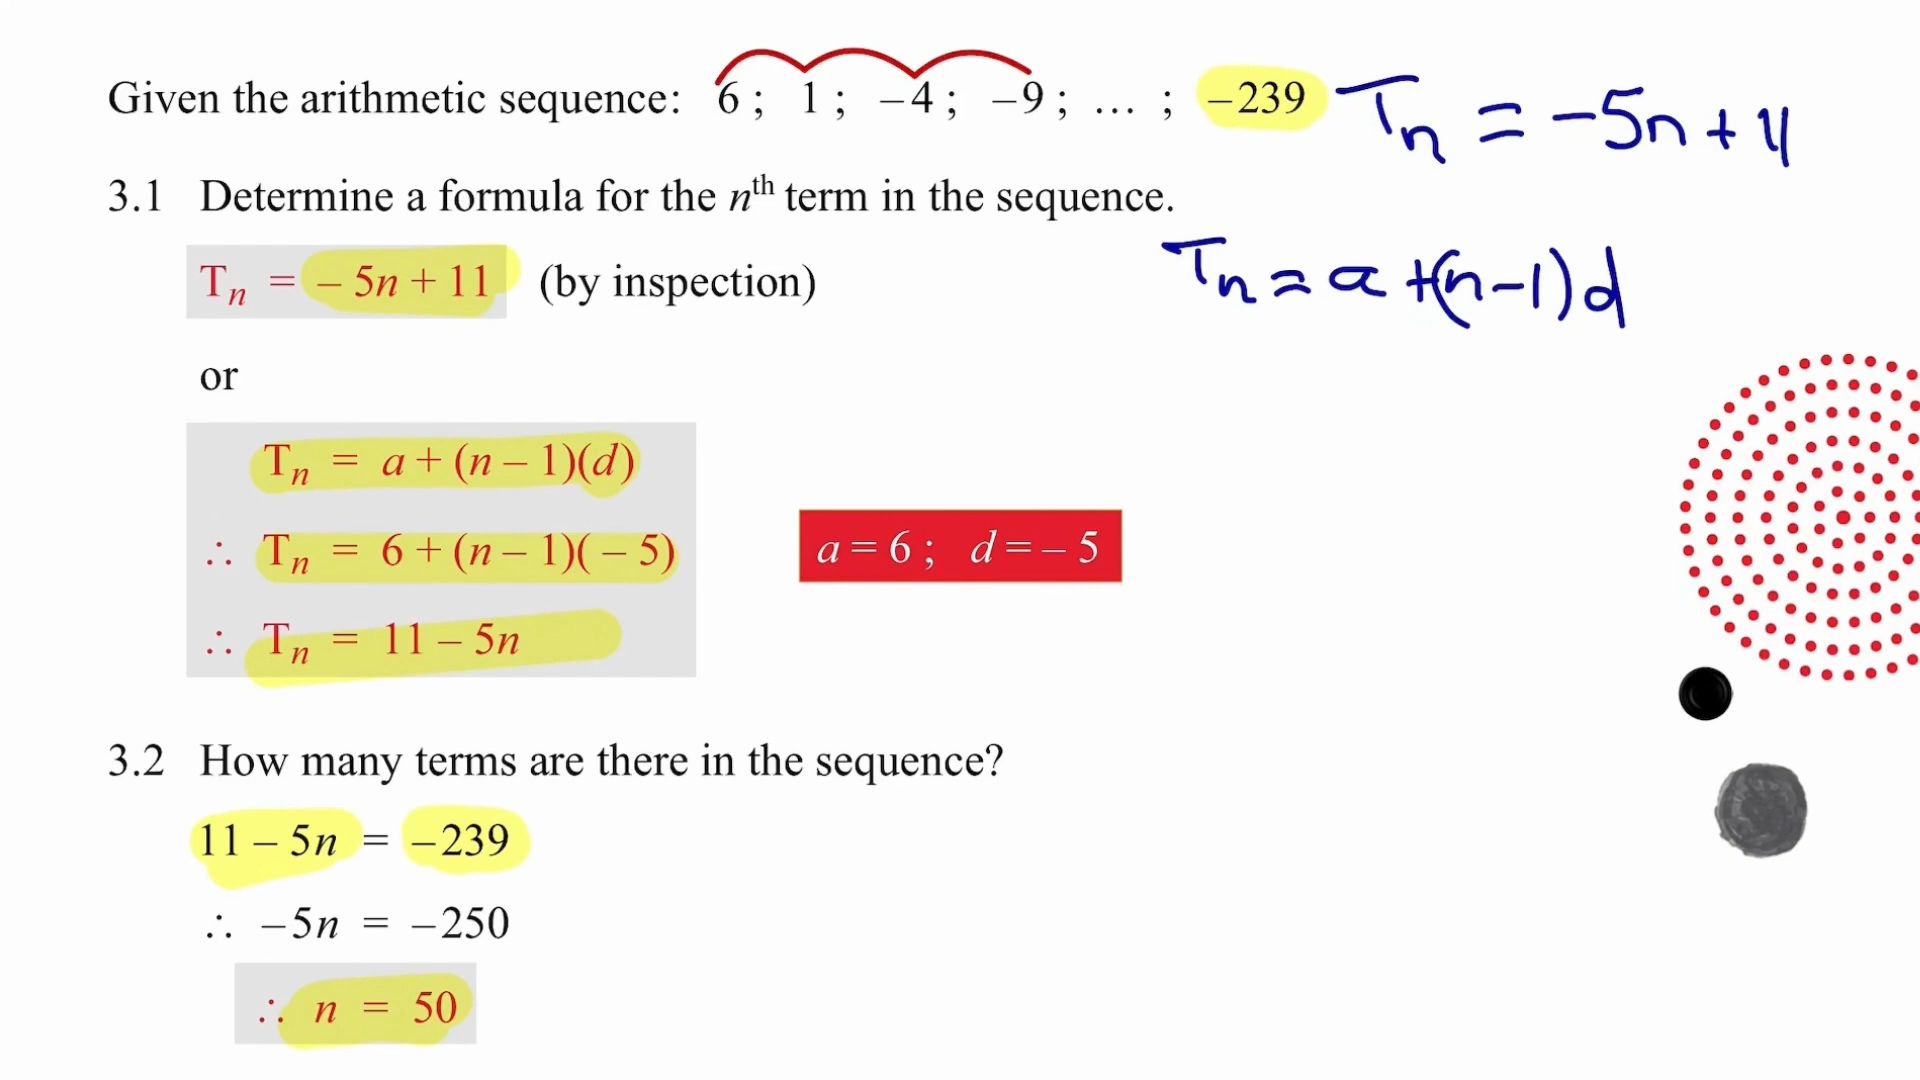 Given the arithmetic sequence: 6 ; 1 ; –4 ; –9 ; … ; –239 Tn = -5n + 11
3.1 Determine a formula for the nth term in the sequence.
Tn = – 5n + 11 (by inspection) Tn = a + (n-1)d
or
Tn = a + (n – 1)(d)
∴ Tn = 6 + (n – 1)( – 5) a = 6 ; d = – 5
∴ Tn = 11 – 5n
3.2 How many terms are there in the sequence?
11 – 5n = –239
∴ –5n = –250
∴ n = 50